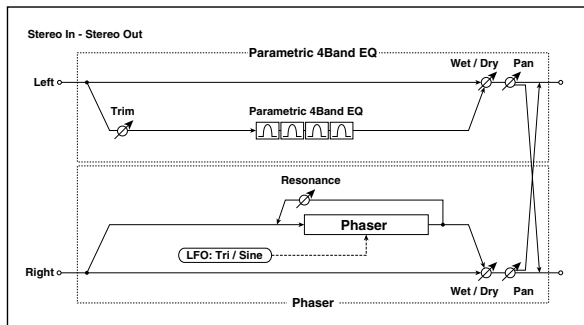 Stereo In - Stereo Out
Parametric 4Band EQ
Wet / Dry
Pan
Left
Trim
Parametric 4Band EQ
Resonance
Phaser
LFO: Tri / Sine
Right
Wet / Dry
Pan
Phaser